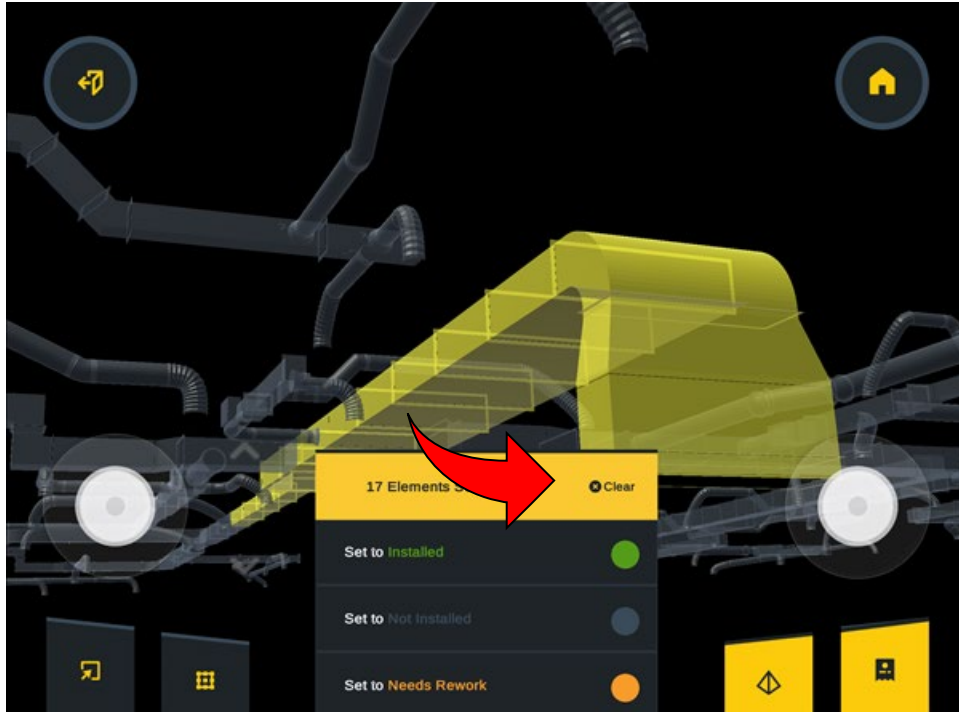 17 Elements
Clear
Set to Installed
Set to Not Installed
Set to Needs Rework